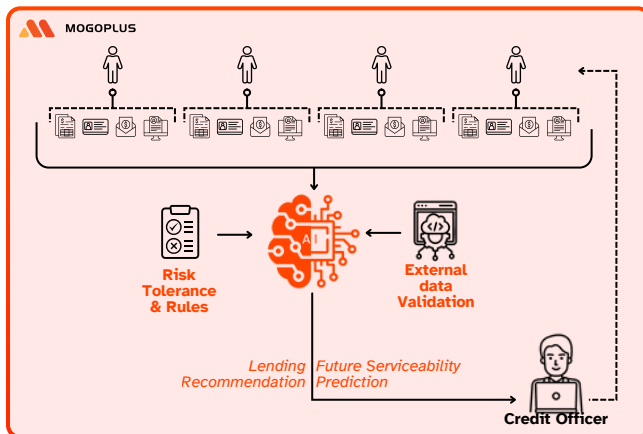 MOGOPLUS
AI
Risk
Tolerance
& Rules
External
data
Validation
Lending
Recommendation
Future Serviceability
Prediction
Credit Officer